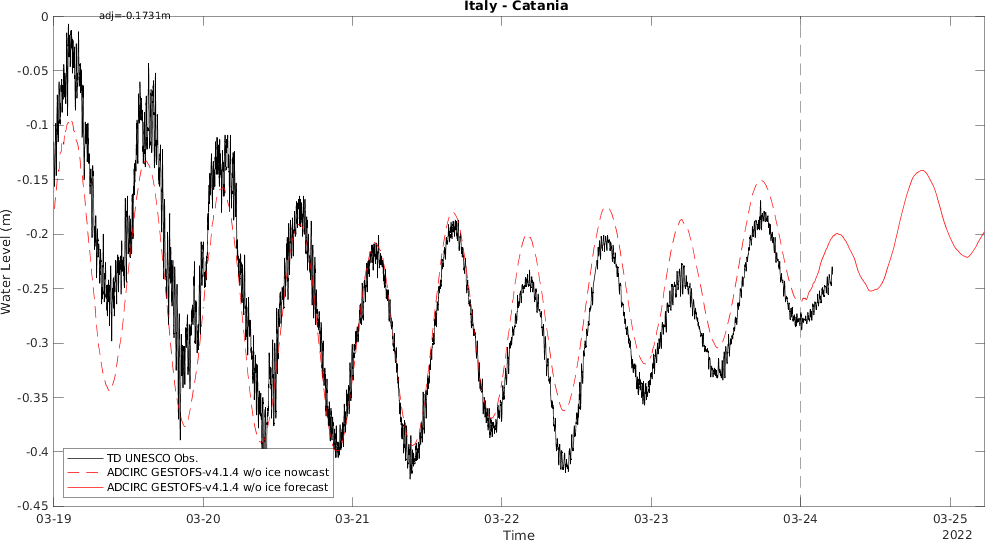 Italy - Catania
adj=-0.1731m
0
-0.05
-0.1
-0.15
-0.2
-0.25
-0.3
-0.35
-0.4
-0.45
Water Level (m)
TD UNESCO Obs.
ADCIRC GESTOFS-v4.1.4 w/o ice nowcast
ADCIRC GESTOFS-v4.1.4 w/o ice forecast
03-19 03-20 03-21 03-22 03-23 03-24 03-25
Time
2022